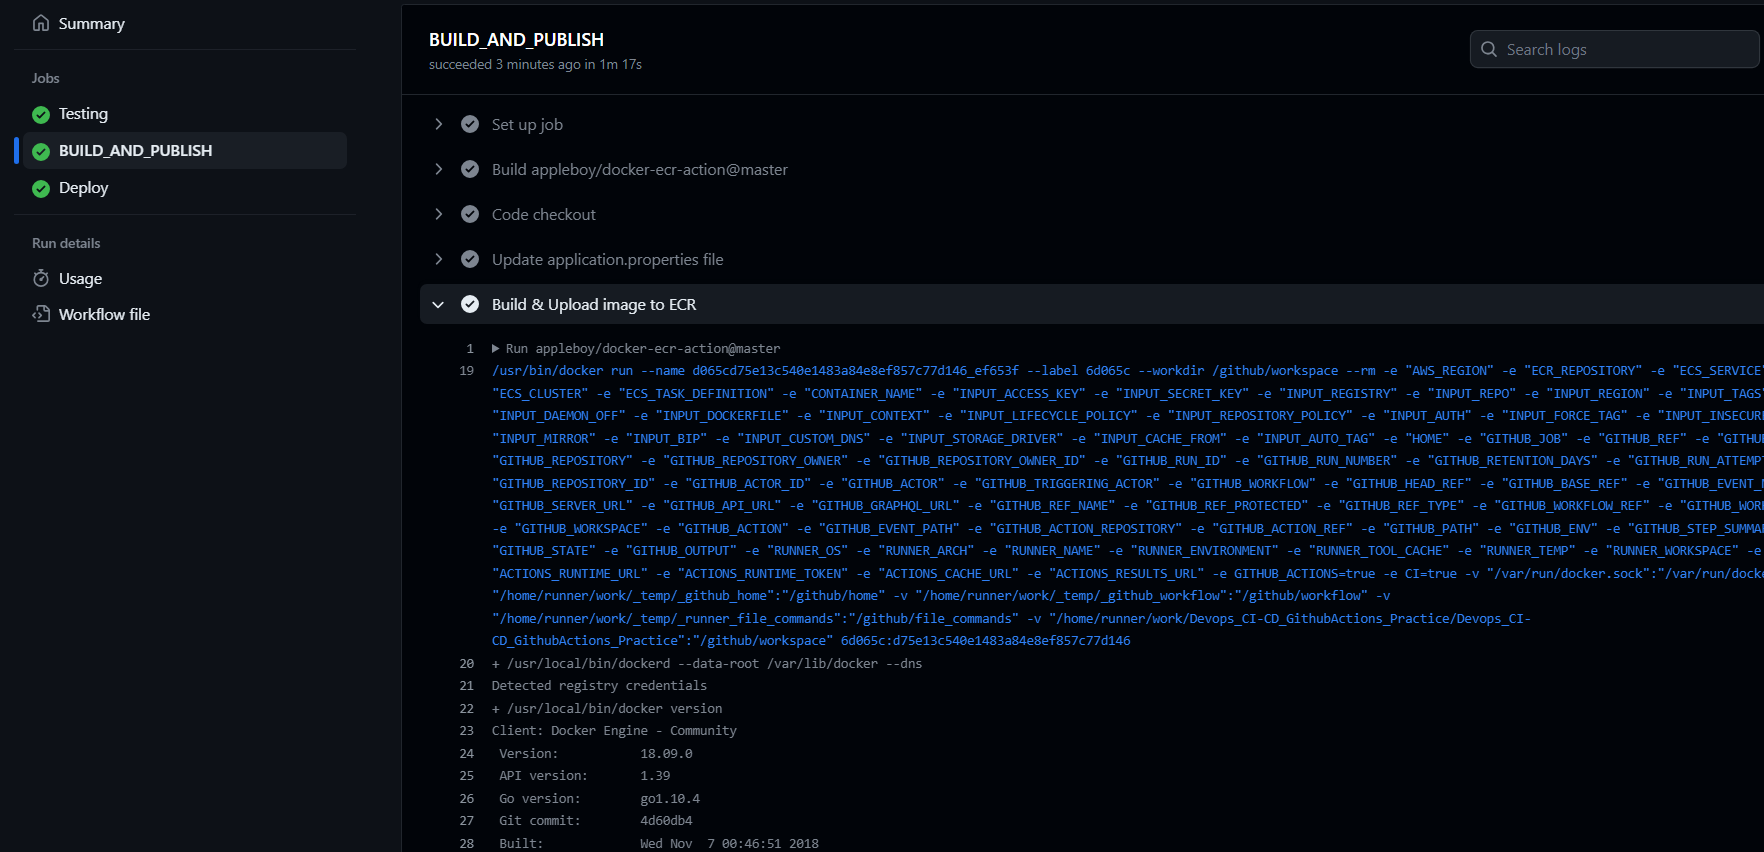 Summary
Jobs
Testing
BUILD_AND_PUBLISH
Deploy
Run details
Usage
Workflow file
BUILD_AND_PUBLISH
succeeded 3 minutes ago in 1m 17s
Search logs
Set up job
Build appleboy/docker-ecr-action@master
Code checkout
Update application.properties file
Build & Upload image to ECR
1 Run appleboy/docker-ecr-action@master
19 /usr/bin/docker run --name d065cd75e13c540e1483a84e8ef857c77d146_ef653f --label 6d065c --workdir /github/workspace --rm -e "AWS_REGION" -e "ECR_REPOSITORY" -e "ECS_SERVICE"
"ECS_CLUSTER" -e "ECS_TASK_DEFINITION" -e "CONTAINER_NAME" -e "INPUT_ACCESS_KEY" -e "INPUT_SECRET_KEY" -e "INPUT_REGISTRY" -e "INPUT_REPO" -e "INPUT_REGION" -e "INPUT_TAGS"
"INPUT_DAEMON_OFF" -e "INPUT_DOCKERFILE" -e "INPUT_CONTEXT" -e "INPUT_LIFECYCLE_POLICY" -e "INPUT_REPOSITORY_POLICY" -e "INPUT_AUTH" -e "INPUT_FORCE_TAG" -e "INPUT_INSECUR
"INPUT_MIRROR" -e "INPUT_BIP" -e "INPUT_CUSTOM_DNS" -e "INPUT_STORAGE_DRIVER" -e "INPUT_CACHE_FROM" -e "INPUT_AUTO_TAG" -e "HOME" -e "GITHUB_JOB" -e "GITHUB_REF" -e "GITHU
"GITHUB_REPOSITORY" -e "GITHUB_REPOSITORY_OWNER" -e "GITHUB_REPOSITORY_OWNER_ID" -e "GITHUB_RUN_ID" -e "GITHUB_RUN_NUMBER" -e "GITHUB_RETENTION_DAYS" -e "GITHUB_RUN_ATTEMPT
"GITHUB_REPOSITORY_ID" -e "GITHUB_ACTOR_ID" -e "GITHUB_ACTOR" -e "GITHUB_TRIGGERING_ACTOR" -e "GITHUB_WORKFLOW" -e "GITHUB_HEAD_REF" -e "GITHUB_BASE_REF" -e "GITHUB_EVENT_N
"GITHUB_SERVER_URL" -e "GITHUB_API_URL" -e "GITHUB_GRAPHQL_URL" -e "GITHUB_REF_NAME" -e "GITHUB_REF_PROTECTED" -e "GITHUB_REF_TYPE" -e "GITHUB_WORKFLOW_REF" -e "GITHUB_WOR
-e "GITHUB_WORKSPACE" -e "GITHUB_ACTION" -e "GITHUB_EVENT_PATH" -e "GITHUB_ACTION_REPOSITORY" -e "GITHUB_ACTION_REF" -e "GITHUB_PATH" -e "GITHUB_ENV" -e "GITHUB_STEP_SUMMA
"GITHUB_STATE" -e "GITHUB_OUTPUT" -e "RUNNER_OS" -e "RUNNER_ARCH" -e "RUNNER_NAME" -e "RUNNER_ENVIRONMENT" -e "RUNNER_TOOL_CACHE" -e "RUNNER_TEMP" -e "RUNNER_WORKSPACE" -e
"ACTIONS_RUNTIME_URL" -e "ACTIONS_RUNTIME_TOKEN" -e "ACTIONS_CACHE_URL" -e "ACTIONS_RESULTS_URL" -e GITHUB_ACTIONS=true -e CI=true -v "/var/run/docker.sock":"/var/run/docke
"/home/runner/work/_temp/_github_home":"/github/home" -v "/home/runner/work/_temp/_github_workflow":"/github/workflow" -v
"/home/runner/work/_temp/_runner_file_commands":"/github/file_commands" -v "/home/runner/work/Devops_CI-CD_GithubActions_Practice/Devops_CI-
CD_GithubActions_Practice":"/github/workspace" 6d065c:d75e13c540e1483a84e8ef857c77d146
20 + /usr/local/bin/dockerd --data-root /var/lib/docker --dns
21 Detected registry credentials
22 + /usr/local/bin/docker version
23 Client: Docker Engine - Community
24 Version: 18.09.0
25 API version: 1.39
26 Go version: go1.10.4
27 Git commit: 4d60db4
28 Built: Wed Nov 7 00:46:51 2018